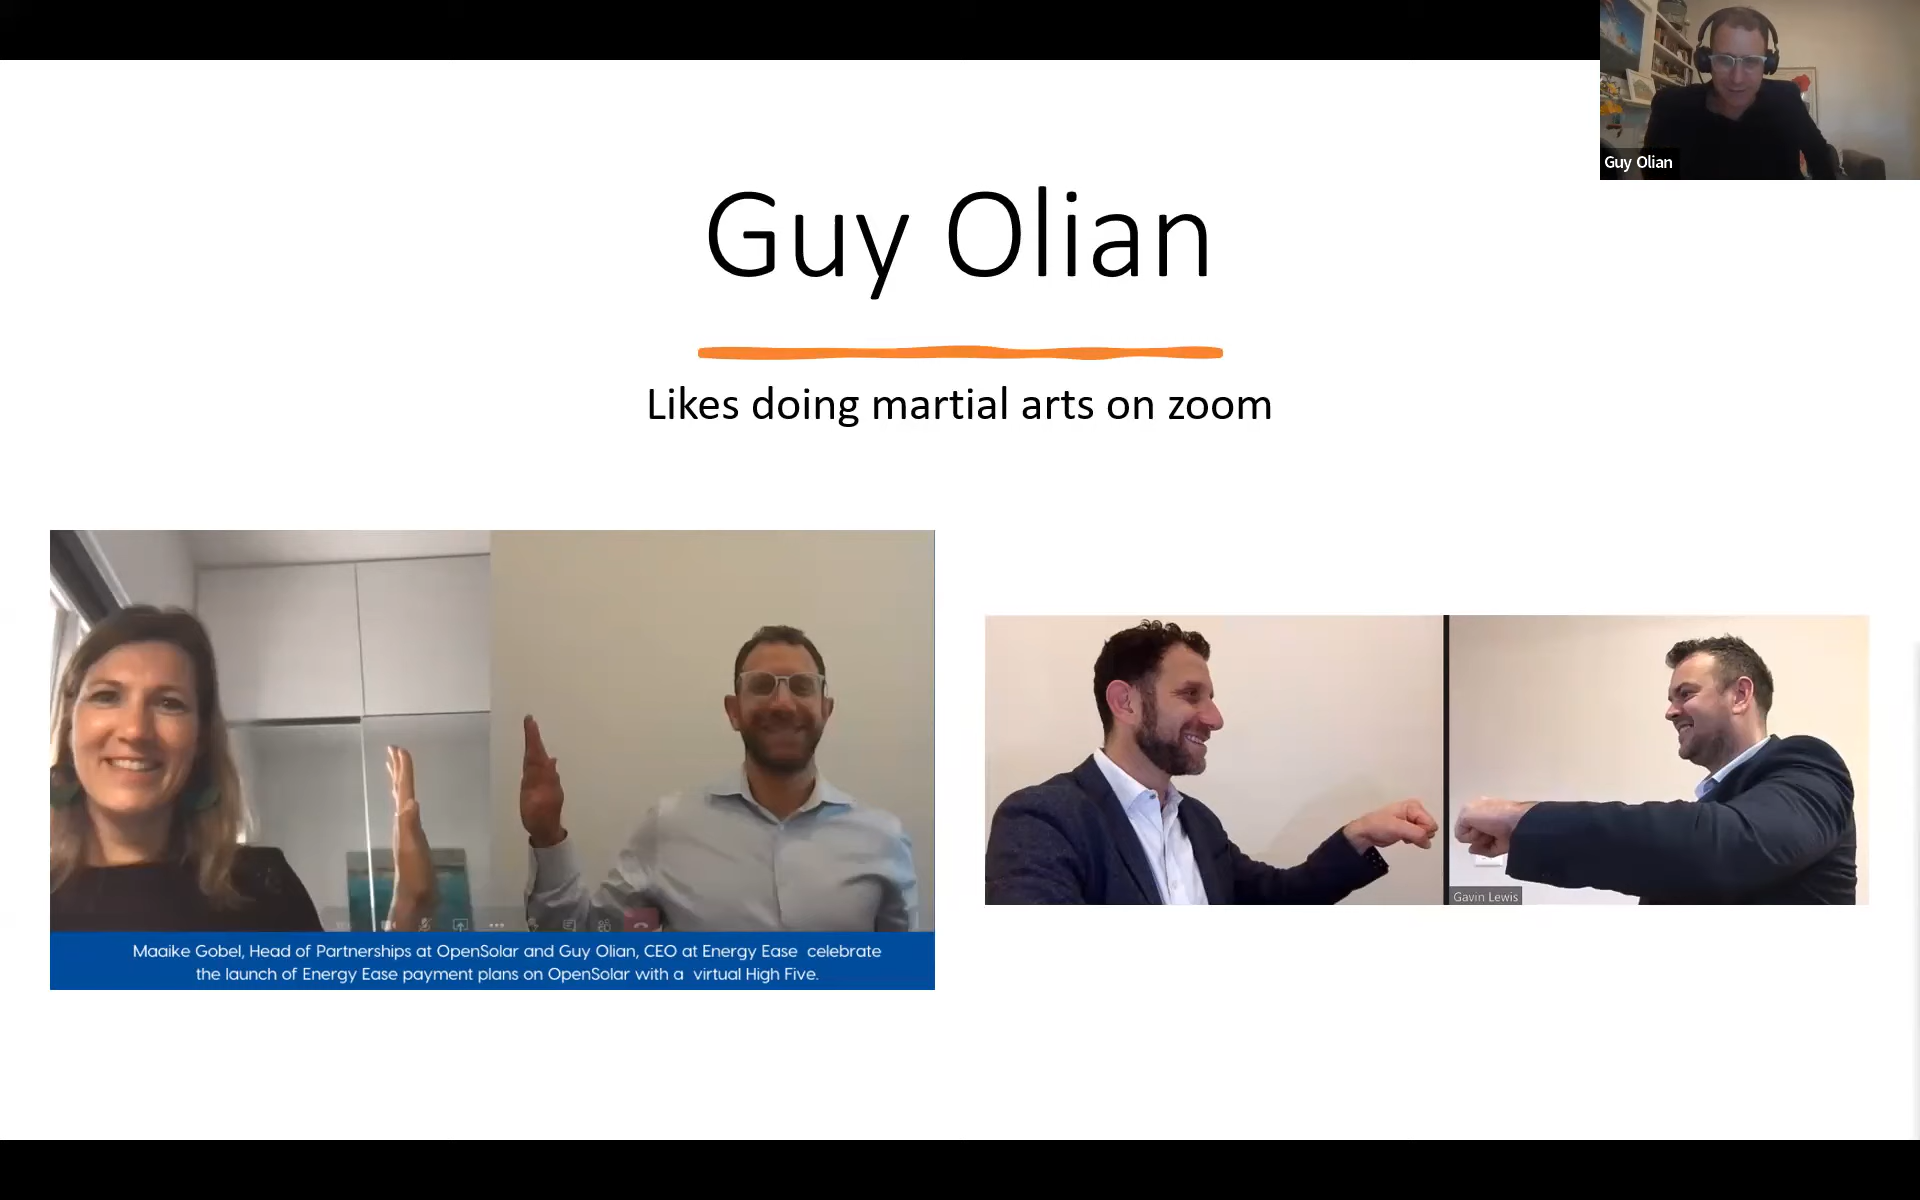 Guy Olian
Guy Olian
Likes doing martial arts on zoom
Gavin Lewis
Maaike Gobel, Head of Partnerships at OpenSolar and Guy Olian, CEO at Energy Ease celebrate
the launch of Energy Ease payment plans on OpenSolar with a virtual High Five.